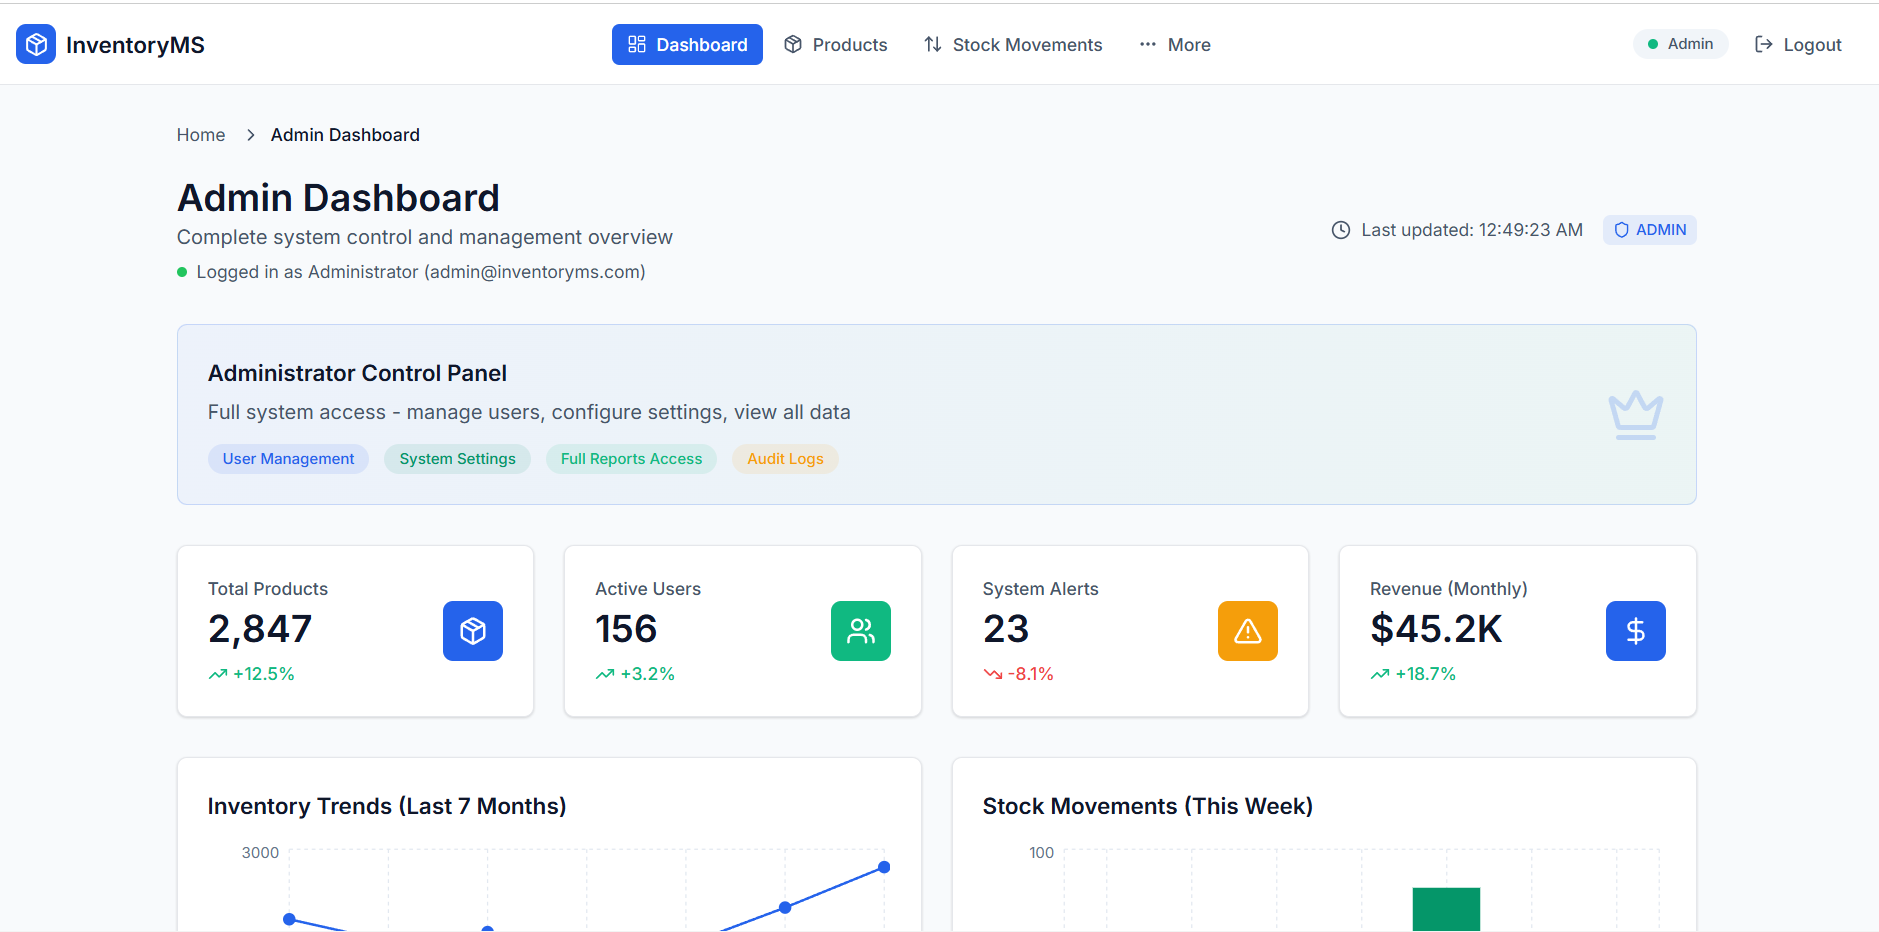 InventoryMS
Dashboard
Products
Stock Movements
More
Admin
Logout
Home
Admin Dashboard
Admin Dashboard
Complete system control and management overview
Logged in as Administrator (admin@inventoryms.com)
Last updated: 12:49:23 AM
ADMIN
Administrator Control Panel
Full system access - manage users, configure settings, view all data
User Management
System Settings
Full Reports Access
Audit Logs
Total Products
2,847
+12.5%
Active Users
156
+3.2%
System Alerts
23
-8.1%
Revenue (Monthly)
$45.2K
+18.7%
Inventory Trends (Last 7 Months)
3000
Stock Movements (This Week)
100